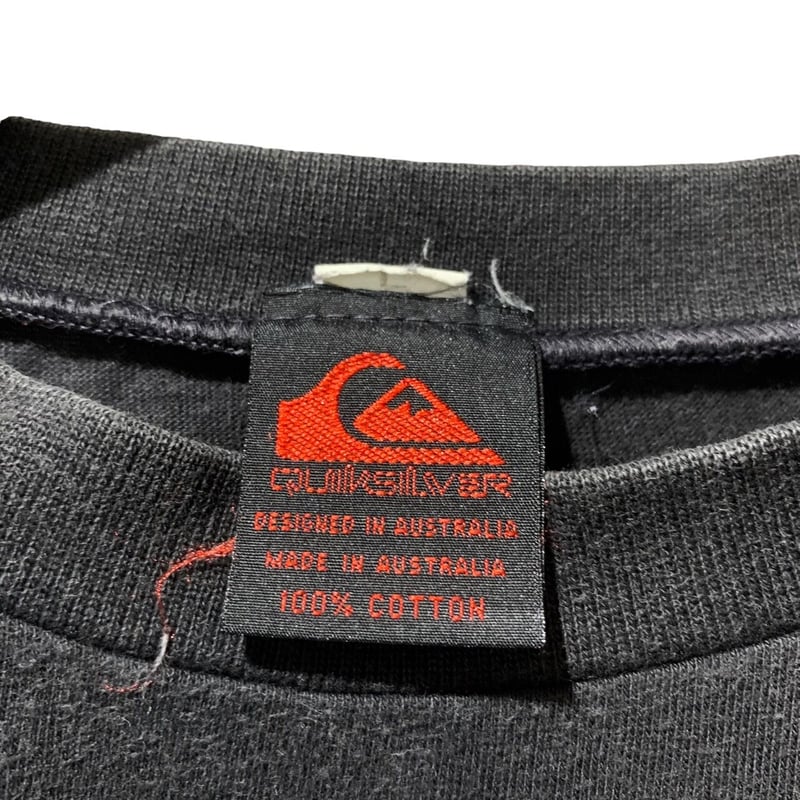 QUIKSILVER
DESIGNED IN AUSTRALIA
MADE IN AUSTRALIA
100% COTTON